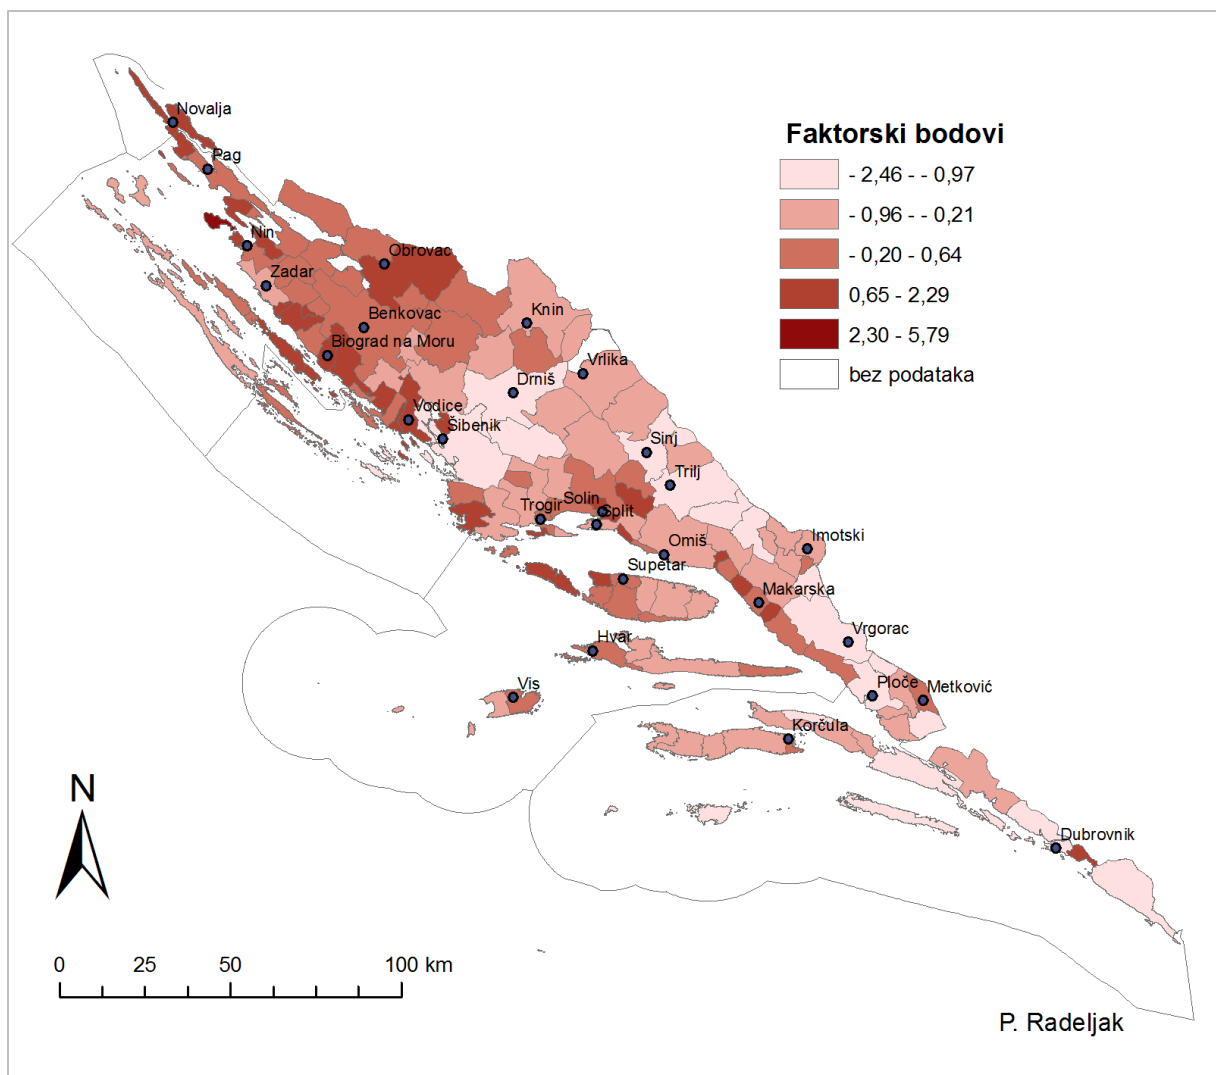 Novalja
Pag
Faktorski bodovi
- 2,46 - - 0,97
- 0,96 - - 0,21
- 0,20 - 0,64
0,65 - 2,29
2,30 - 5,79
bez podataka
Nin
Obrovac
Zadar
Benkovac
Knin
Biograd na Moru
Vrlika
Drniš
Vodice
Šibenik
Sinj
Trilj
Trogir
Solin
Split
Omiš
Imotski
Supetar
Makarska
Hvar
Vrgorac
Vis
Ploče
Metković
Korčula
N
Dubrovnik
0 25 50 100 km
P. Radeljak